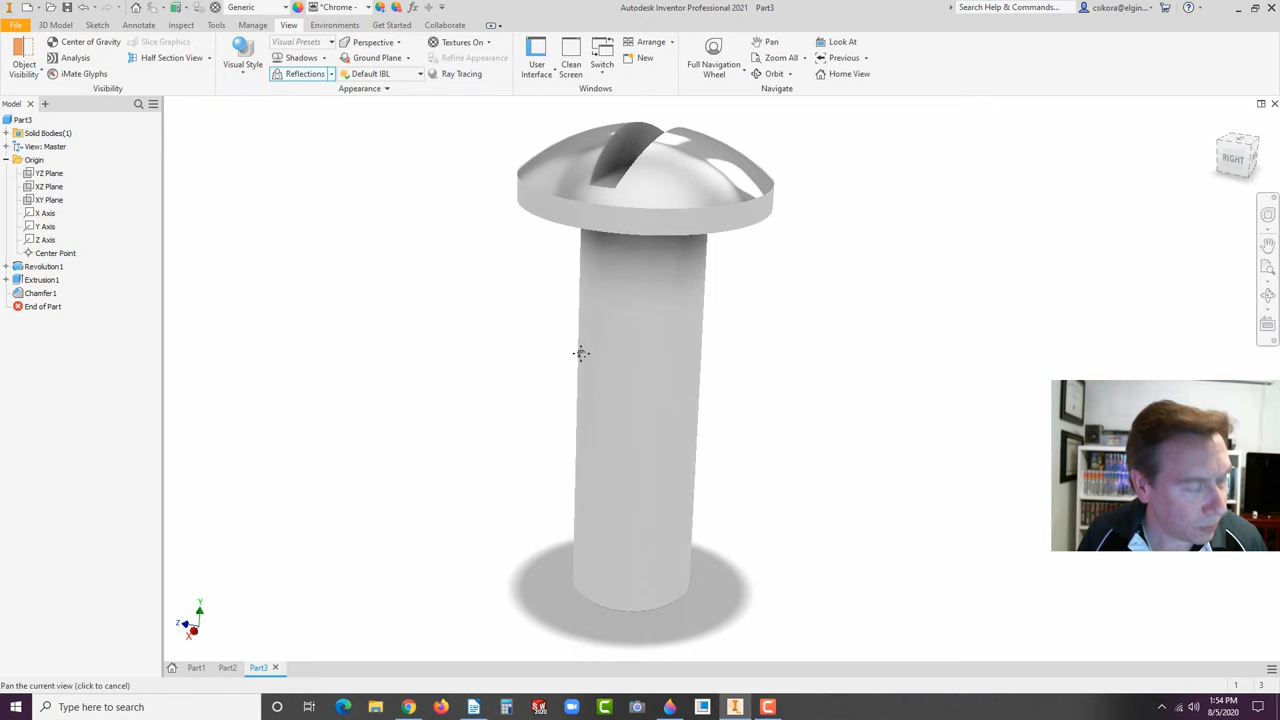 Generic
*Chrome
Autodesk Inventor Professional 2021 Part3
Search Help & Commands...
csikora@elgin...
File
3D Model
Sketch
Annotate
Inspect
Tools
Manage
View
Environments
Get Started
Collaborate
Object Visibility
Center of Gravity
Analysis
iMate Glyphs
Slice Graphics
Half Section View
Visibility
Visual Style
Visual Presets
Shadows
Reflections
Perspective
Ground Plane
Default IBL
Textures On
Refine Appearance
Ray Tracing
Appearance
User Interface
Clean Screen
Switch
Arrange
New
Windows
Full Navigation Wheel
Pan
Zoom All
Orbit
Look At
Previous
Home View
Navigate
Model
Part3
Solid Bodies(1)
View: Master
Origin
YZ Plane
XZ Plane
XY Plane
X Axis
Y Axis
Z Axis
Center Point
Revolution1
Extrusion1
Chamfer1
End of Part
RIGHT
Y
Z
X
Part1
Part2
Part3
Pan the current view (click to cancel)
1
3
Type here to search
1:54 PM
8/5/2020